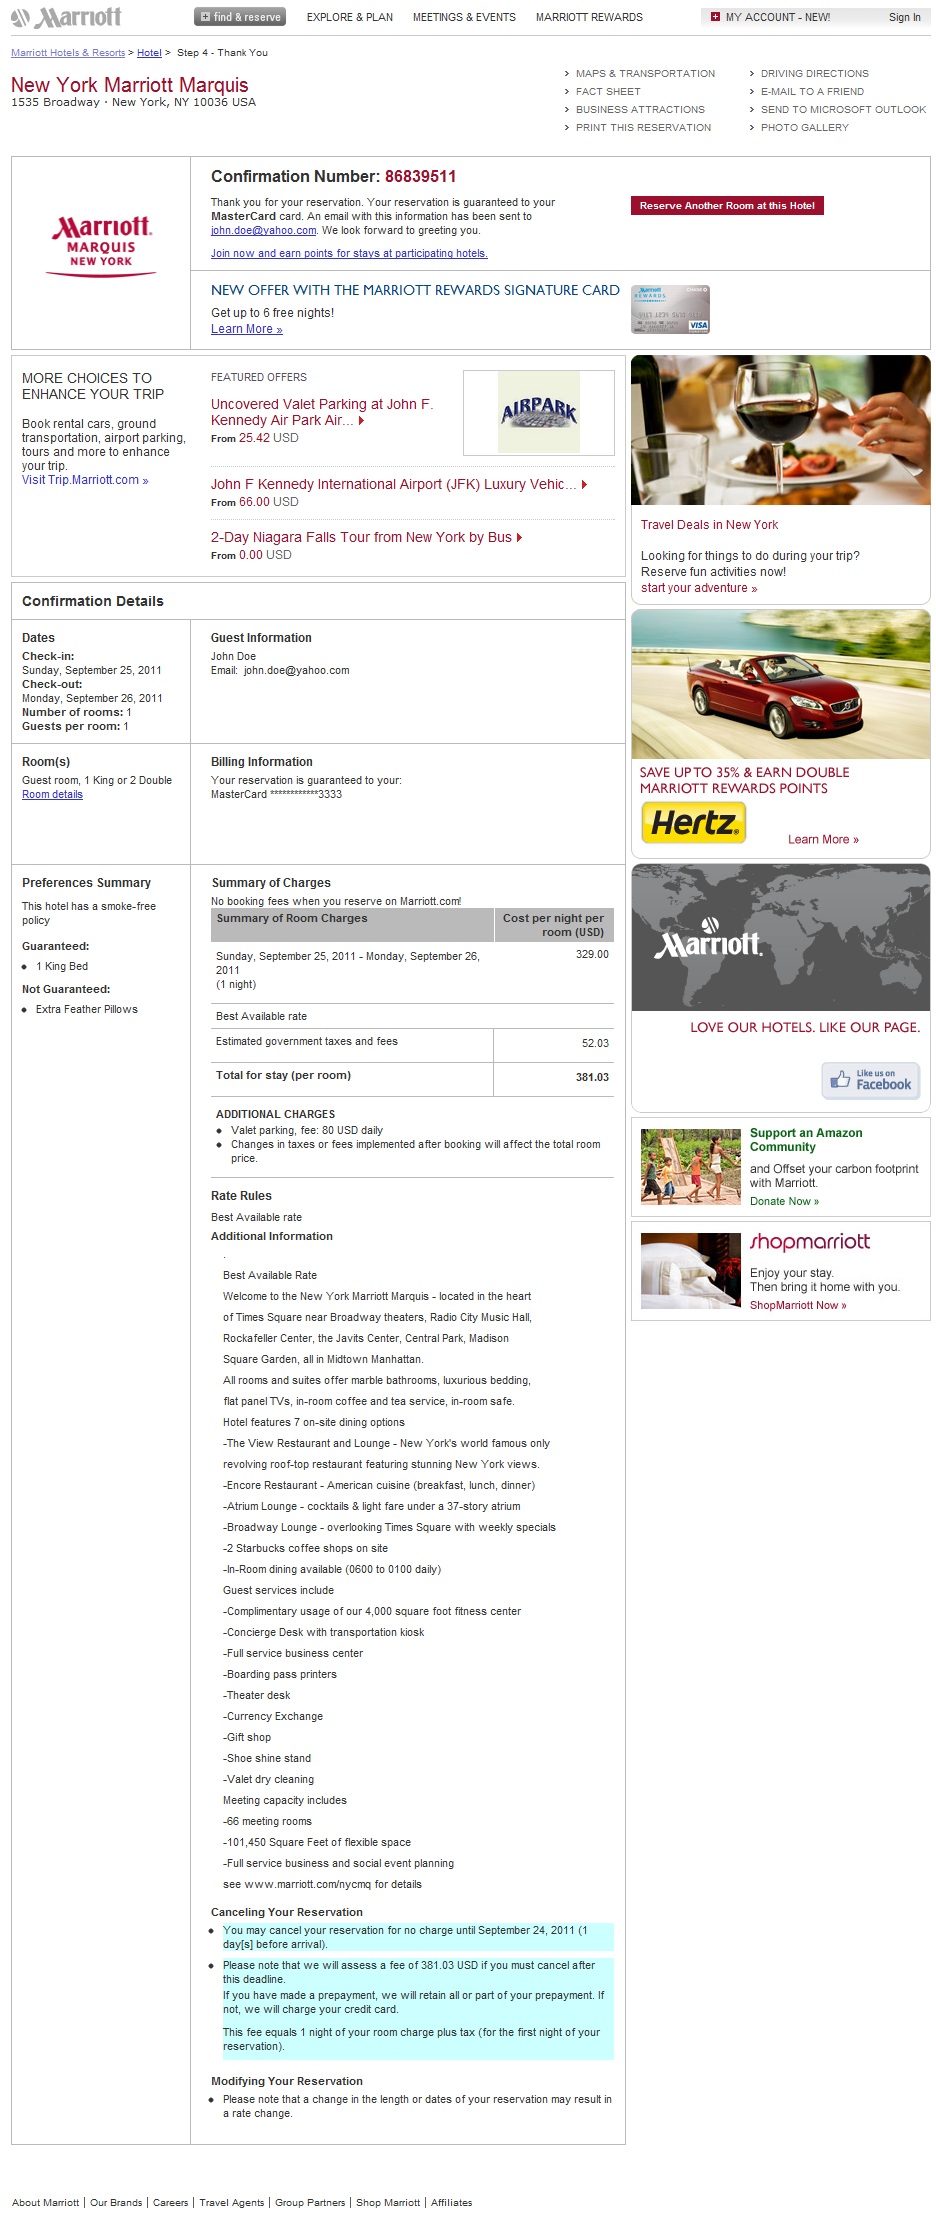 Marriott
find & reserve
EXPLORE & PLAN
MEETINGS & EVENTS
MARRIOTT REWARDS
MY ACCOUNT - NEW!
Sign In
Marriott Hotels & Resorts > Hotel > Step 4 - Thank You
New York Marriott Marquis
1535 Broadway · New York, NY 10036 USA
MAPS & TRANSPORTATION
FACT SHEET
BUSINESS ATTRACTIONS
PRINT THIS RESERVATION
DRIVING DIRECTIONS
E-MAIL TO A FRIEND
SEND TO MICROSOFT OUTLOOK
PHOTO GALLERY
Marriott
MARQUIS
NEW YORK
Confirmation Number: 86839511
Thank you for your reservation. Your reservation is guaranteed to your
MasterCard card. An email with this information has been sent to
john.doe@yahoo.com. We look forward to greeting you.
Join now and earn points for stays at participating hotels.
Reserve Another Room at this Hotel
NEW OFFER WITH THE MARRIOTT REWARDS SIGNATURE CARD
Get up to 6 free nights!
Learn More »
Marriott
REWARDS
CHASE
VISA
MORE CHOICES TO
ENHANCE YOUR TRIP
Book rental cars, ground
transportation, airport parking,
tours and more to enhance
your trip.
Visit Trip.Marriott.com »
FEATURED OFFERS
Uncovered Valet Parking at John F.
Kennedy Air Park Air...
From 25.42 USD
AIRPARK
John F Kennedy International Airport (JFK) Luxury Vehic...
From 66.00 USD
2-Day Niagara Falls Tour from New York by Bus
From 0.00 USD
Travel Deals in New York
Looking for things to do during your trip?
Reserve fun activities now!
start your adventure »
SAVE UP TO 35% & EARN DOUBLE
MARRIOTT REWARDS POINTS
Hertz
Learn More »
Marriott
LOVE OUR HOTELS. LIKE OUR PAGE.
Like us on
Facebook
Support an Amazon
Community
and Offset your carbon footprint
with Marriott.
Donate Now »
shopmarriott
Enjoy your stay.
Then bring it home with you.
ShopMarriott Now »
Confirmation Details
Dates
Check-in:
Sunday, September 25, 2011
Check-out:
Monday, September 26, 2011
Number of rooms: 1
Guests per room: 1
Guest Information
John Doe
Email: john.doe@yahoo.com
Room(s)
Guest room, 1 King or 2 Double
Room details
Billing Information
Your reservation is guaranteed to your:
MasterCard ************3333
Preferences Summary
This hotel has a smoke-free
policy
Guaranteed:
• 1 King Bed
Not Guaranteed:
• Extra Feather Pillows
Summary of Charges
No booking fees when you reserve on Marriott.com!
Summary of Room Charges
Cost per night per
room (USD)
Sunday, September 25, 2011 - Monday, September 26,
2011
(1 night)
329.00
Best Available rate
Estimated government taxes and fees
52.03
Total for stay (per room)
381.03
ADDITIONAL CHARGES
• Valet parking, fee: 80 USD daily
• Changes in taxes or fees implemented after booking will affect the total room
price.
Rate Rules
Best Available rate
Additional Information
.
Best Available Rate
Welcome to the New York Marriott Marquis - located in the heart
of Times Square near Broadway theaters, Radio City Music Hall,
Rockafeller Center, the Javits Center, Central Park, Madison
Square Garden, all in Midtown Manhattan.
All rooms and suites offer marble bathrooms, luxurious bedding,
flat panel TVs, in-room coffee and tea service, in-room safe.
Hotel features 7 on-site dining options
-The View Restaurant and Lounge - New York's world famous only
revolving roof-top restaurant featuring stunning New York views.
-Encore Restaurant - American cuisine (breakfast, lunch, dinner)
-Atrium Lounge - cocktails & light fare under a 37-story atrium
-Broadway Lounge - overlooking Times Square with weekly specials
-2 Starbucks coffee shops on site
-In-Room dining available (0600 to 0100 daily)
Guest services include
-Complimentary usage of our 4,000 square foot fitness center
-Concierge Desk with transportation kiosk
-Full service business center
-Boarding pass printers
-Theater desk
-Currency Exchange
-Gift shop
-Shoe shine stand
-Valet dry cleaning
Meeting capacity includes
-66 meeting rooms
-101,450 Square Feet of flexible space
-Full service business and social event planning
see www.marriott.com/nycmq for details
Canceling Your Reservation
• You may cancel your reservation for no charge until September 24, 2011 (1
day[s] before arrival).
• Please note that we will assess a fee of 381.03 USD if you must cancel after
this deadline.
If you have made a prepayment, we will retain all or part of your prepayment. If
not, we will charge your credit card.
This fee equals 1 night of your room charge plus tax (for the first night of your
reservation).
Modifying Your Reservation
• Please note that a change in the length or dates of your reservation may result in
a rate change.
About Marriott | Our Brands | Careers | Travel Agents | Group Partners | Shop Marriott | Affiliates